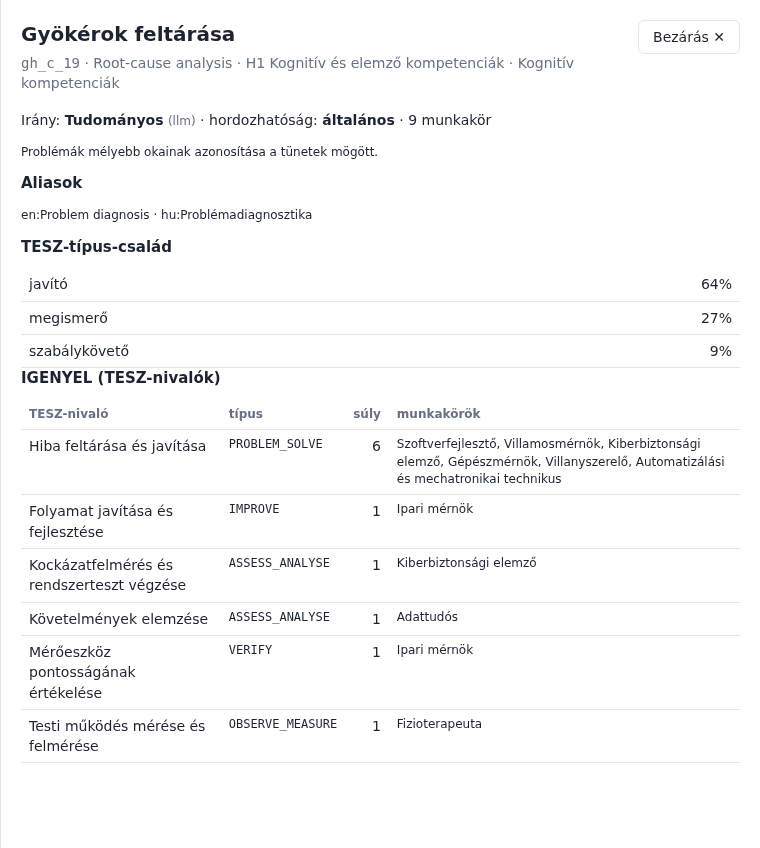 Gyökérok feltárása
Bezárás ✕
gh_c_19 · Root-cause analysis · H1 Kognitív és elemző kompetenciák · Kognitív
kompetenciák
Irány: Tudományos (llm) · hordozhatóság: általános · 9 munkakör
Problémák mélyebb okainak azonosítása a tünetek mögött.
Aliasok
en:Problem diagnosis · hu:Problémadiagnosztika
TESZ-típus-család
javító 64%
megismerő 27%
szabálykövető 9%
IGENYEL (TESZ-nivalók)
TESZ-nivaló típus súly munkakörök
Hiba feltárása és javítása PROBLEM_SOLVE 6 Szoftverfejlesztő, Villamosmérnök, Kiberbiztonsági
elemző, Gépészmérnök, Villanyszerelő, Automatizálási
és mechatronikai technikus
Folyamat javítása és IMPROVE 1 Ipari mérnök
fejlesztése
Kockázatfelmérés és ASSESS_ANALYSE 1 Kiberbiztonsági elemző
rendszerteszt végzése
Követelmények elemzése ASSESS_ANALYSE 1 Adattudós
Mérőeszköz VERIFY 1 Ipari mérnök
pontosságának
értékelése
Testi működés mérése és OBSERVE_MEASURE 1 Fizioterapeuta
felmérése